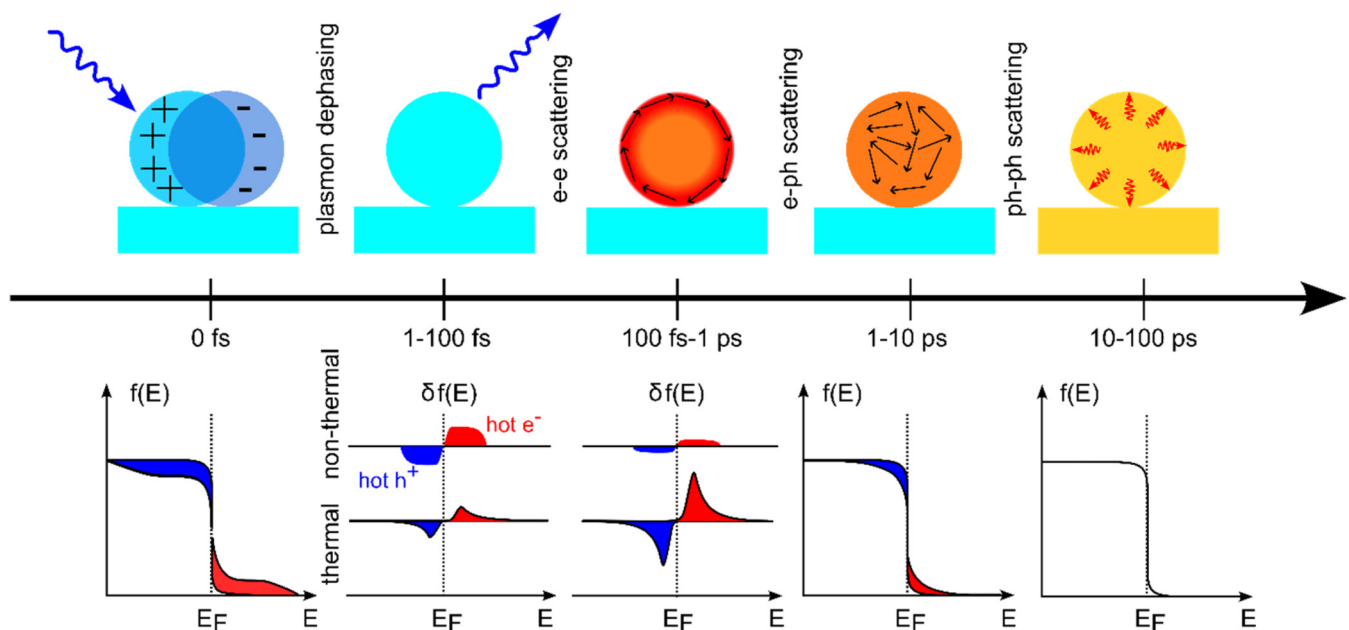 plasmon dephasing
e-e scattering
e-ph scattering
ph-ph scattering
+ + + +
- - - -
0 fs
1-100 fs
100 fs-1 ps
1-10 ps
10-100 ps
f(E)
E_F
E
non-thermal
thermal
δf(E)
hot e⁻
hot h⁺
E_F
E
δf(E)
E_F
E
f(E)
E_F
E
f(E)
E_F
E